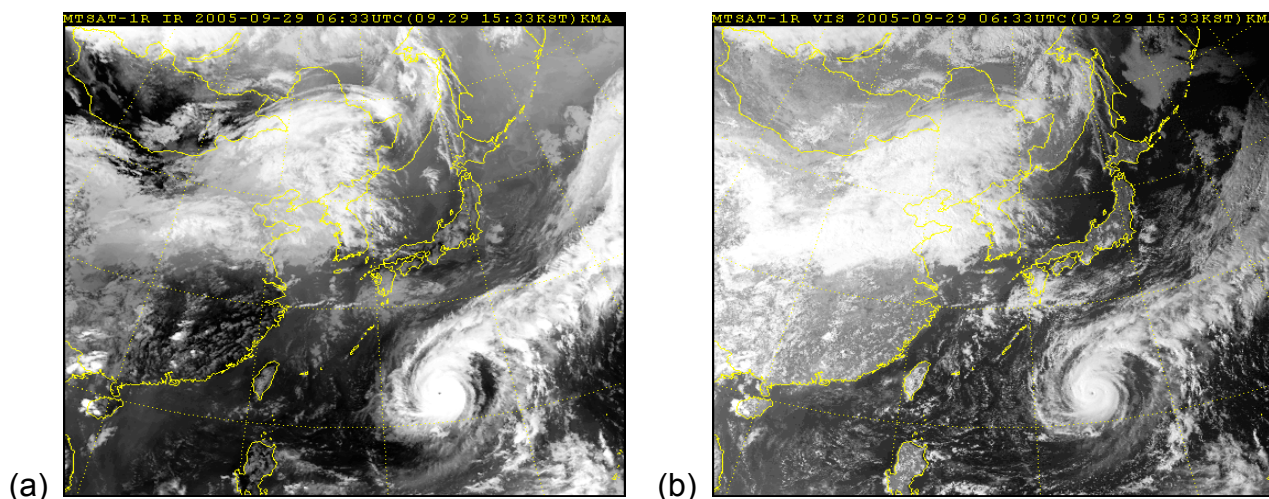 MTSAT-1R IR 2005-09-29 06:33UTC(09.29 15:33KST)KMA
MTSAT-1R VIS 2005-09-29 06:33UTC(09.29 15:33KST)KMA
(a)
(b)